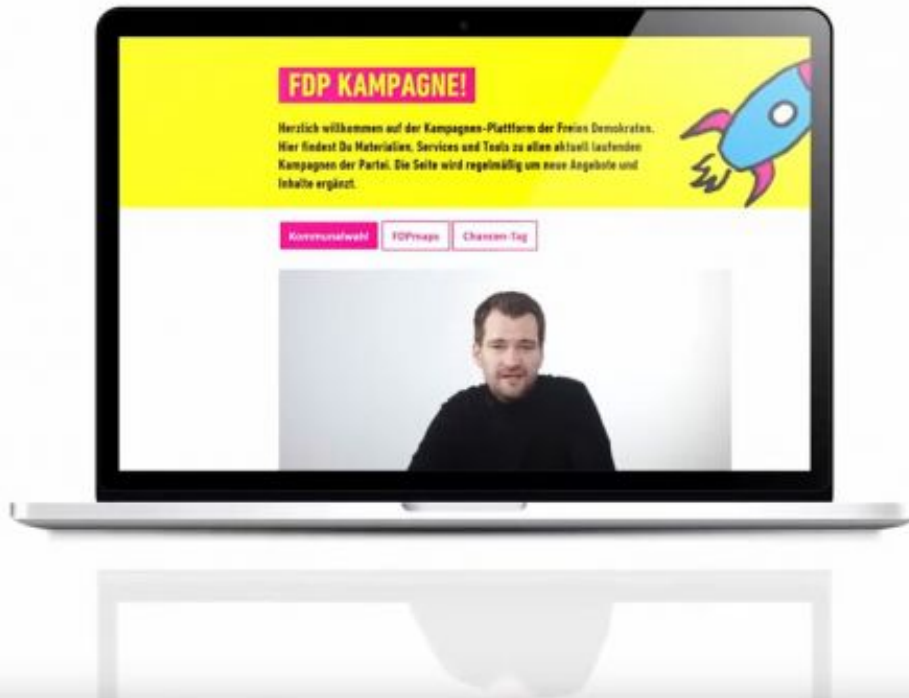 FDP KAMPAGNE!
Herzlich willkommen auf der Kampagnen-Plattform der Freien Demokraten.
Hier findest Du Materialien, Services und Tools zu allen aktuell laufenden
Kampagnen der Partei. Die Seite wird regelmäßig um neue Angebote und
Inhalte ergänzt.
Kommunalwahl FDPmaps Chancen-Tag